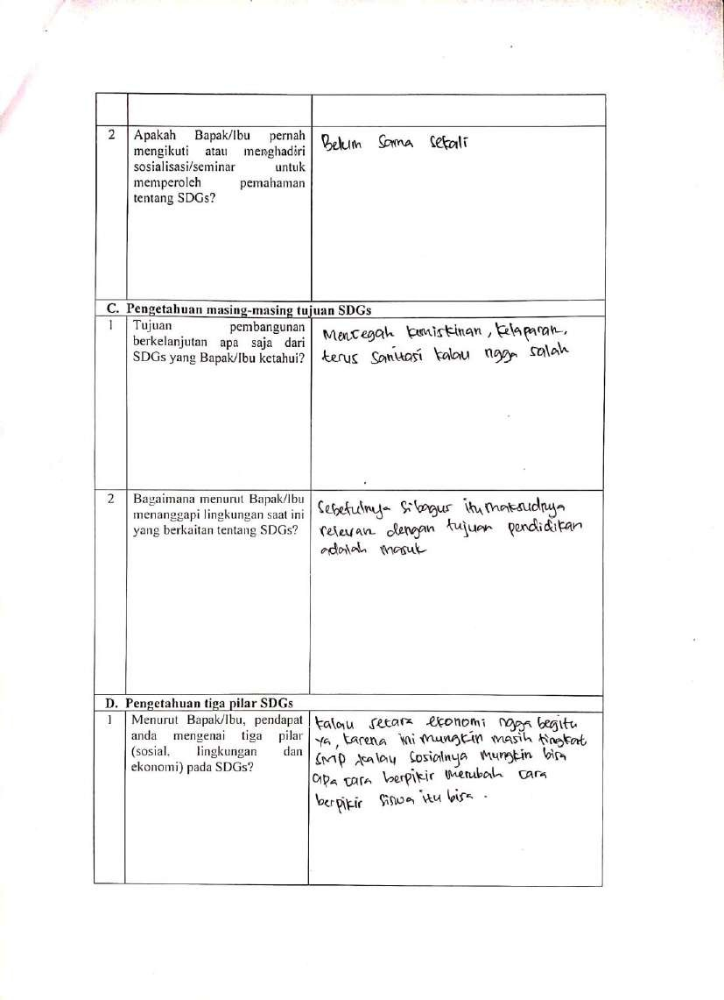 2 Apakah Bapak/Ibu pernah
mengikuti atau menghadiri
sosialisasi/seminar untuk
memperoleh pemahaman
tentang SDGs?
Belum sama sekali
C. Pengetahuan masing-masing tujuan SDGs
1 Tujuan pembangunan
berkelanjutan apa saja dari
SDGs yang Bapak/Ibu ketahui?
Mencegah kemiskinan, kelaparan,
terus sanitasi kalau ngga salah
2 Bagaimana menurut Bapak/Ibu
menanggapi lingkungan saat ini
yang berkaitan tentang SDGs?
Sebetulnya si bagus itu maksudnya
relevan dengan tujuan pendidikan
adalah masuk
D. Pengetahuan tiga pilar SDGs
1 Menurut Bapak/Ibu, pendapat
anda mengenai tiga pilar
(sosial, lingkungan dan
ekonomi) pada SDGs?
kalau secara ekonomi ngga begitu
ya, karena ini mungkin masih tingkat
SMP kalau sosialnya mungkin bisa
apa cara berpikir merubah cara
berpikir siswa itu bisa.